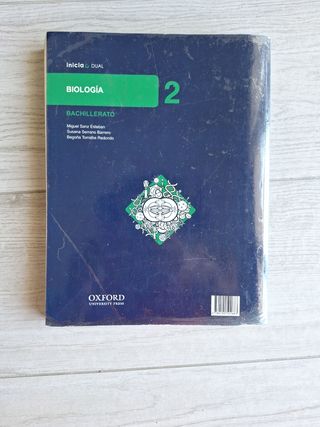 inicia DUAL
BIOLOGÍA
2
BACHILLERATO
Miguel Sanz Esteban
Susana Serrano Barrero
Begoña Torralba Redondo
OXFORD
UNIVERSITY PRESS